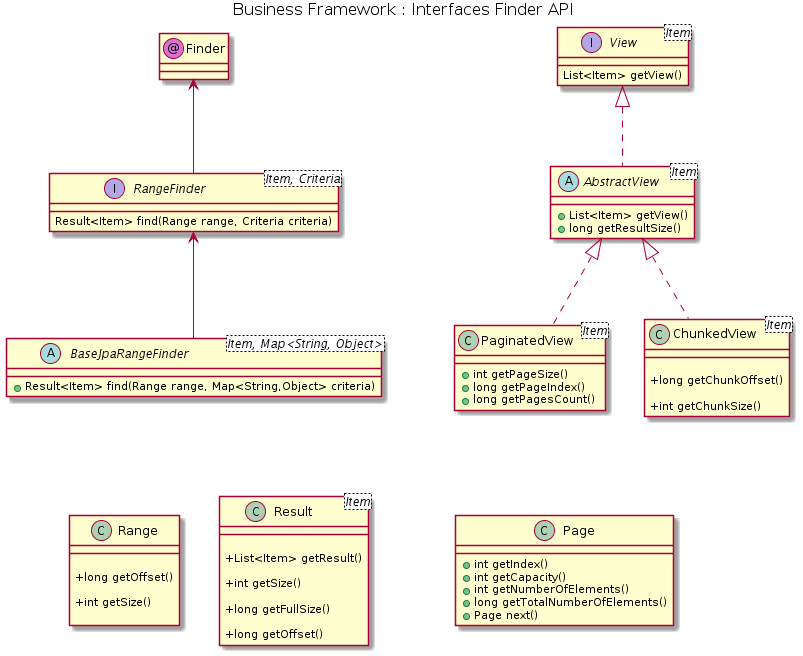 Business Framework : Interfaces Finder API
@ Finder
I View
Item
List<Item> getView()
I RangeFinder
Item, Criteria
Result<Item> find(Range range, Criteria criteria)
A AbstractView
Item
List<Item> getView()
long getResultSize()
A BaseJpaRangeFinder
Item, Map<String, Object>
Result<Item> find(Range range, Map<String,Object> criteria)
C PaginatedView
Item
int getPageSize()
long getPageIndex()
long getPagesCount()
C ChunkedView
Item
+long getChunkOffset()
+int getChunkSize()
C Range
+long getOffset()
+int getSize()
C Result
Item
+List<Item> getResult()
+int getSize()
+long getFullSize()
+long getOffset()
C Page
int getIndex()
int getCapacity()
int getNumberOfElements()
long getTotalNumberOfElements()
Page next()